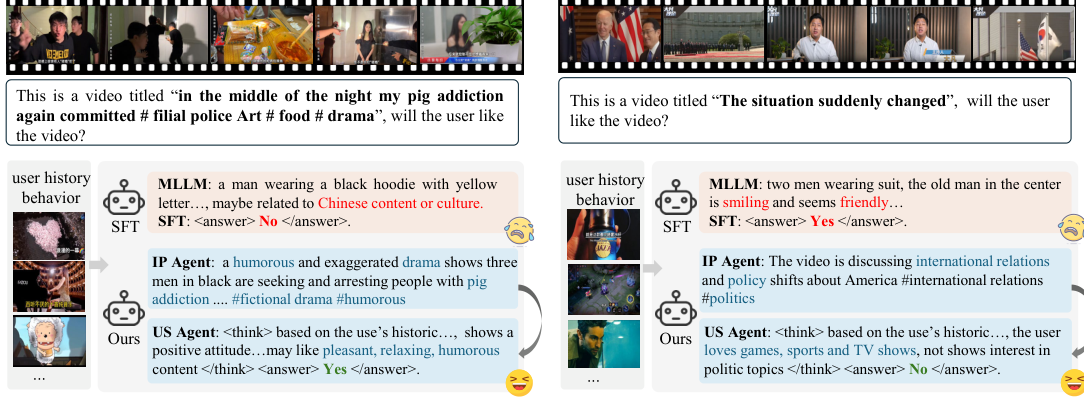 This is a video titled “in the middle of the night my pig addiction
again committed # filial police Art # food # drama”, will the user like
the video?
user history
behavior
SFT
MLLM: a man wearing a black hoodie with yellow
letter…, maybe related to Chinese content or culture.
SFT: <answer> No </answer>.
Ours
IP Agent: a humorous and exaggerated drama shows three
men in black are seeking and arresting people with pig
addiction .... #fictional drama #humorous
US Agent: <think> based on the use’s historic…, shows a
positive attitude…may like pleasant, relaxing, humorous
content </think> <answer> Yes </answer>.
...
This is a video titled “The situation suddenly changed”, will the user
like the video?
user history
behavior
SFT
MLLM: two men wearing suit, the old man in the center
is smiling and seems friendly…
SFT: <answer> Yes </answer>.
Ours
IP Agent: The video is discussing international relations
and policy shifts about America #international relations
#politics
US Agent: <think> based on the use’s historic…, the user
loves games, sports and TV shows, not shows interest in
politic topics </think> <answer> No </answer>.
...